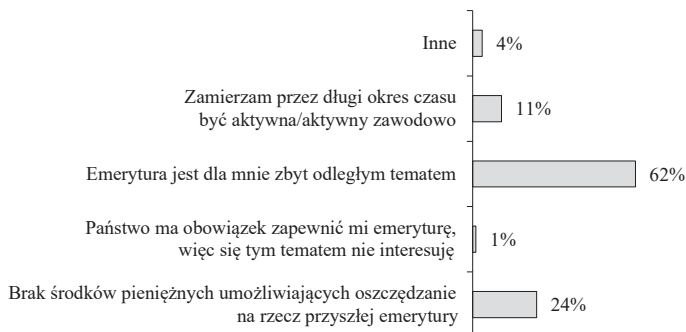 Inne
4%
Zamierzam przez długi okres czasu
być aktywna/aktywny zawodowo
11%
Emerytura jest dla mnie zbyt odległym tematem
62%
Państwo ma obowiązek zapewnić mi emeryturę,
więc się tym tematem nie interesuję
1%
Brak środków pieniężnych umożliwiających oszczędzanie
na rzecz przyszłej emerytury
24%